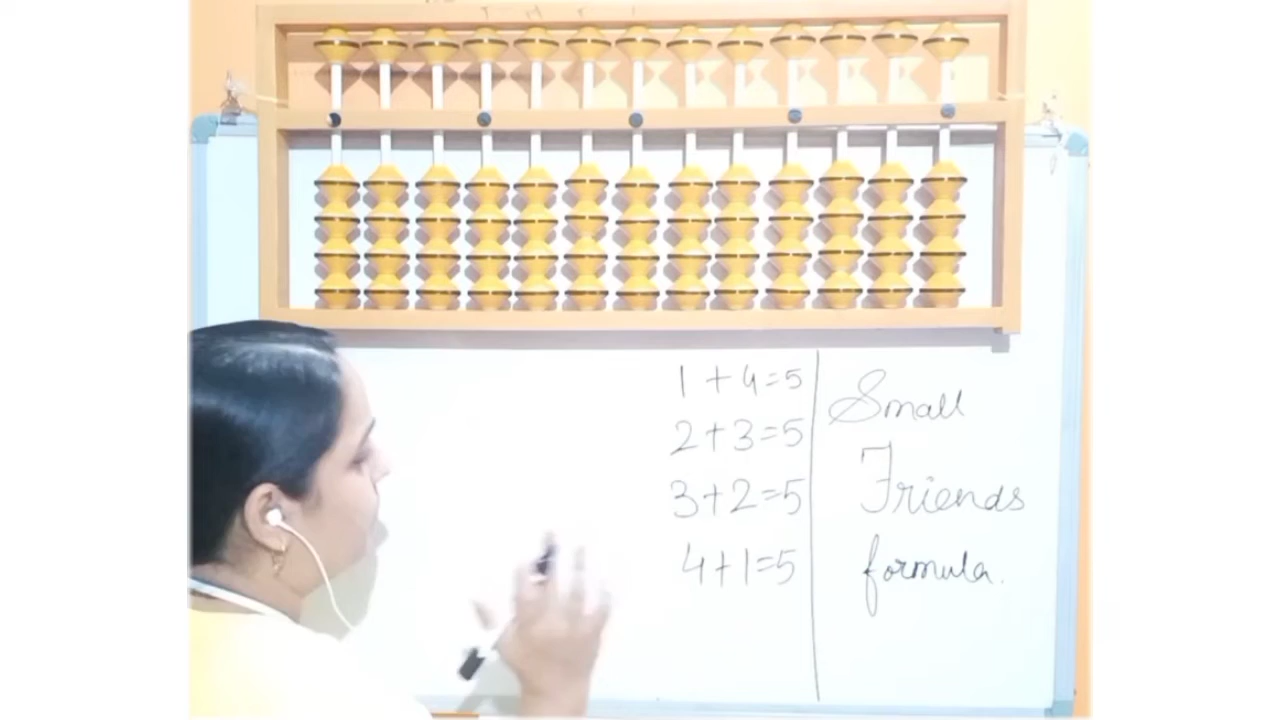 1 + 4 = 5
2 + 3 = 5
3 + 2 = 5
4 + 1 = 5
Small
Friends
formula.